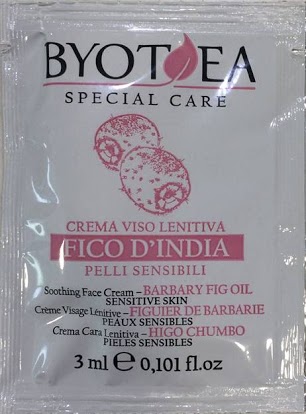 BYOTEA
SPECIAL CARE
CREMA VISO LENITIVA
FICO D'INDIA
PELLI SENSIBILI
Soothing Face Cream – BARBARY FIG OIL
SENSITIVE SKIN
Crème Visage Lénitive – FIGUIER DE BARBARIE
PEAUX SENSIBLES
Crema Cara Lenitiva – HIGO CHUMBO
PIELES SENSIBLES
3 ml ℮ 0,101 fl.oz